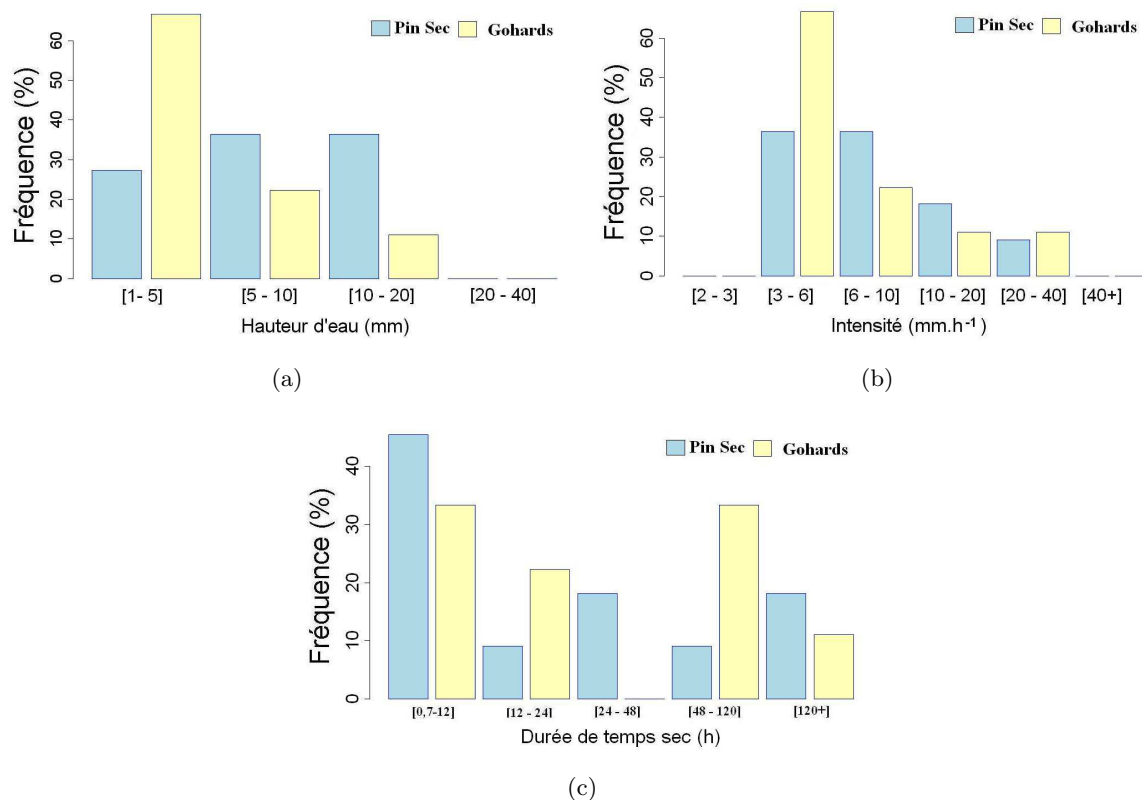 Pin Sec Gohards
Fréquence (%)
0 10 20 30 40 50 60
[1- 5] [5 - 10] [10 - 20] [20 - 40]
Hauteur d'eau (mm)
(a)
Pin Sec Gohards
Fréquence (%)
0 10 20 30 40 50 60
[2 - 3] [3 - 6] [6 - 10] [10 - 20] [20 - 40] [40+]
Intensité (mm.h⁻¹)
(b)
Pin Sec Gohards
Fréquence (%)
0 10 20 30 40
[0,7-12] [12 - 24] [24 - 48] [48 - 120] [120+]
Durée de temps sec (h)
(c)